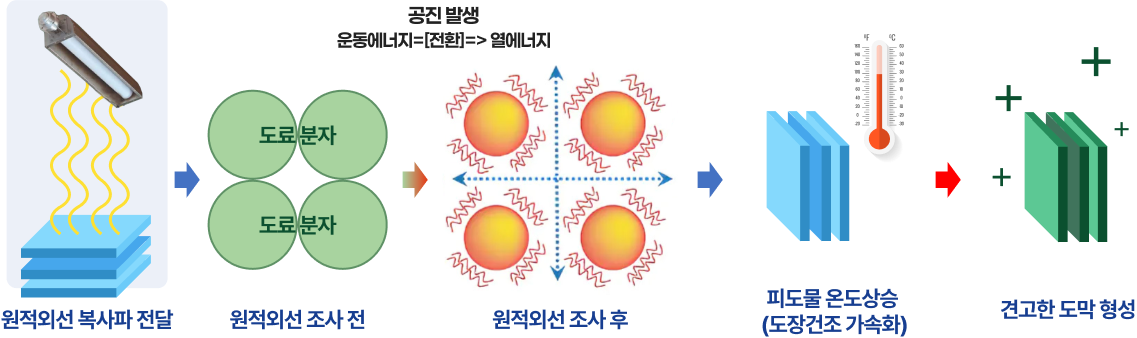 공진 발생
운동에너지=[전환]=> 열에너지
도료 분자
도료 분자
°F
°C
원적외선 복사파 전달
원적외선 조사 전
원적외선 조사 후
피도물 온도상승
(도장건조 가속화)
견고한 도막 형성